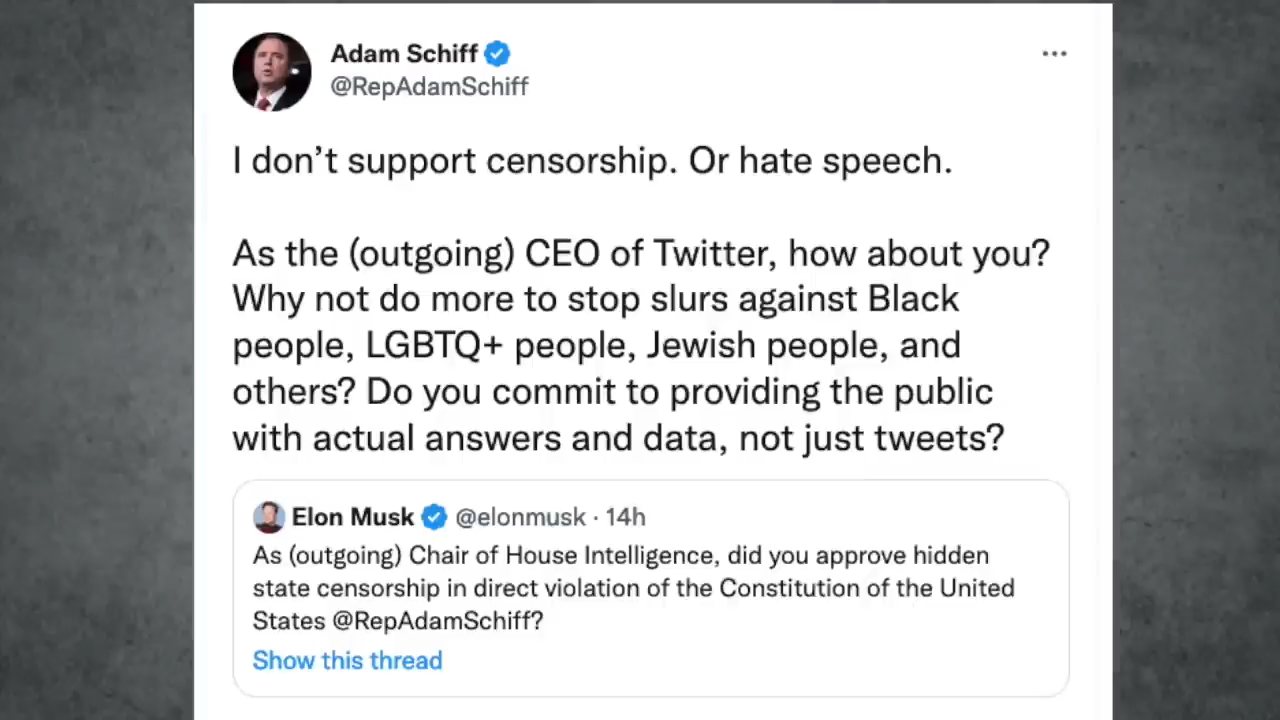 Adam Schiff
@RepAdamSchiff
I don’t support censorship. Or hate speech.
As the (outgoing) CEO of Twitter, how about you?
Why not do more to stop slurs against Black
people, LGBTQ+ people, Jewish people, and
others? Do you commit to providing the public
with actual answers and data, not just tweets?
Elon Musk @elonmusk · 14h
As (outgoing) Chair of House Intelligence, did you approve hidden
state censorship in direct violation of the Constitution of the United
States @RepAdamSchiff?
Show this thread